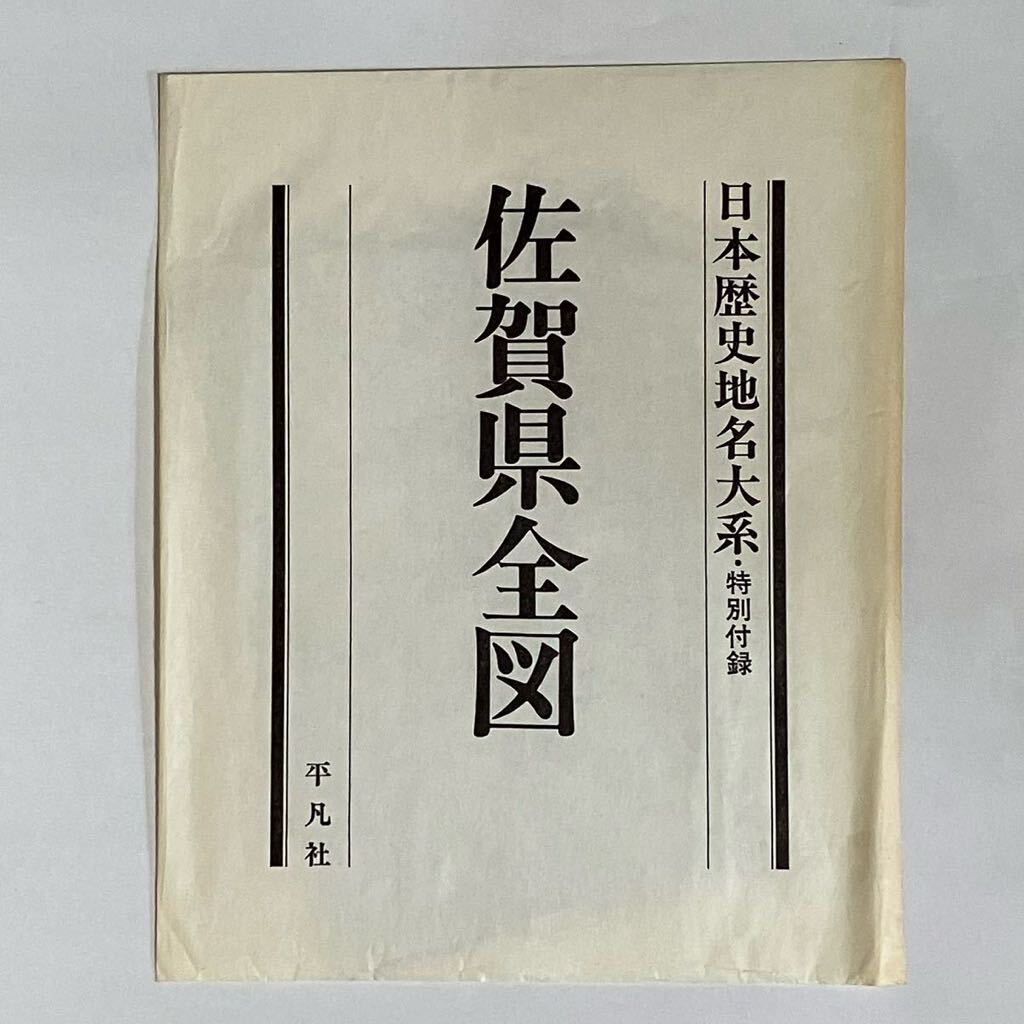 日本歴史地名大系・特別付録
佐賀県全図
平凡社